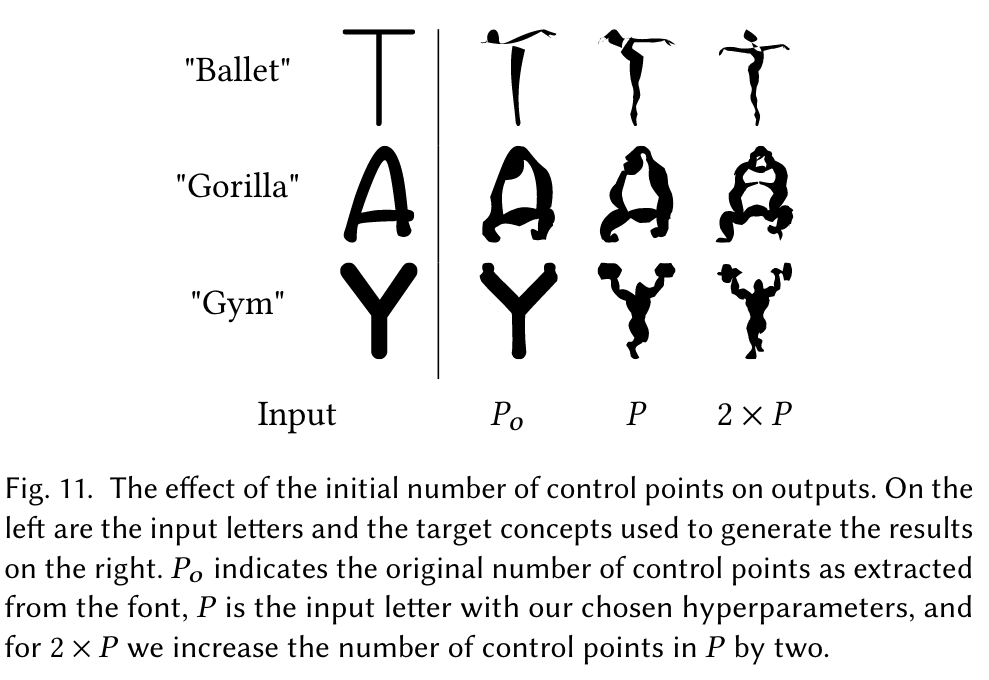 "Ballet" T
"Gorilla" A
"Gym" Y
Input Pₒ P 2 × P
Fig. 11. The effect of the initial number of control points on outputs. On the
left are the input letters and the target concepts used to generate the results
on the right. Pₒ indicates the original number of control points as extracted
from the font, P is the input letter with our chosen hyperparameters, and
for 2 × P we increase the number of control points in P by two.